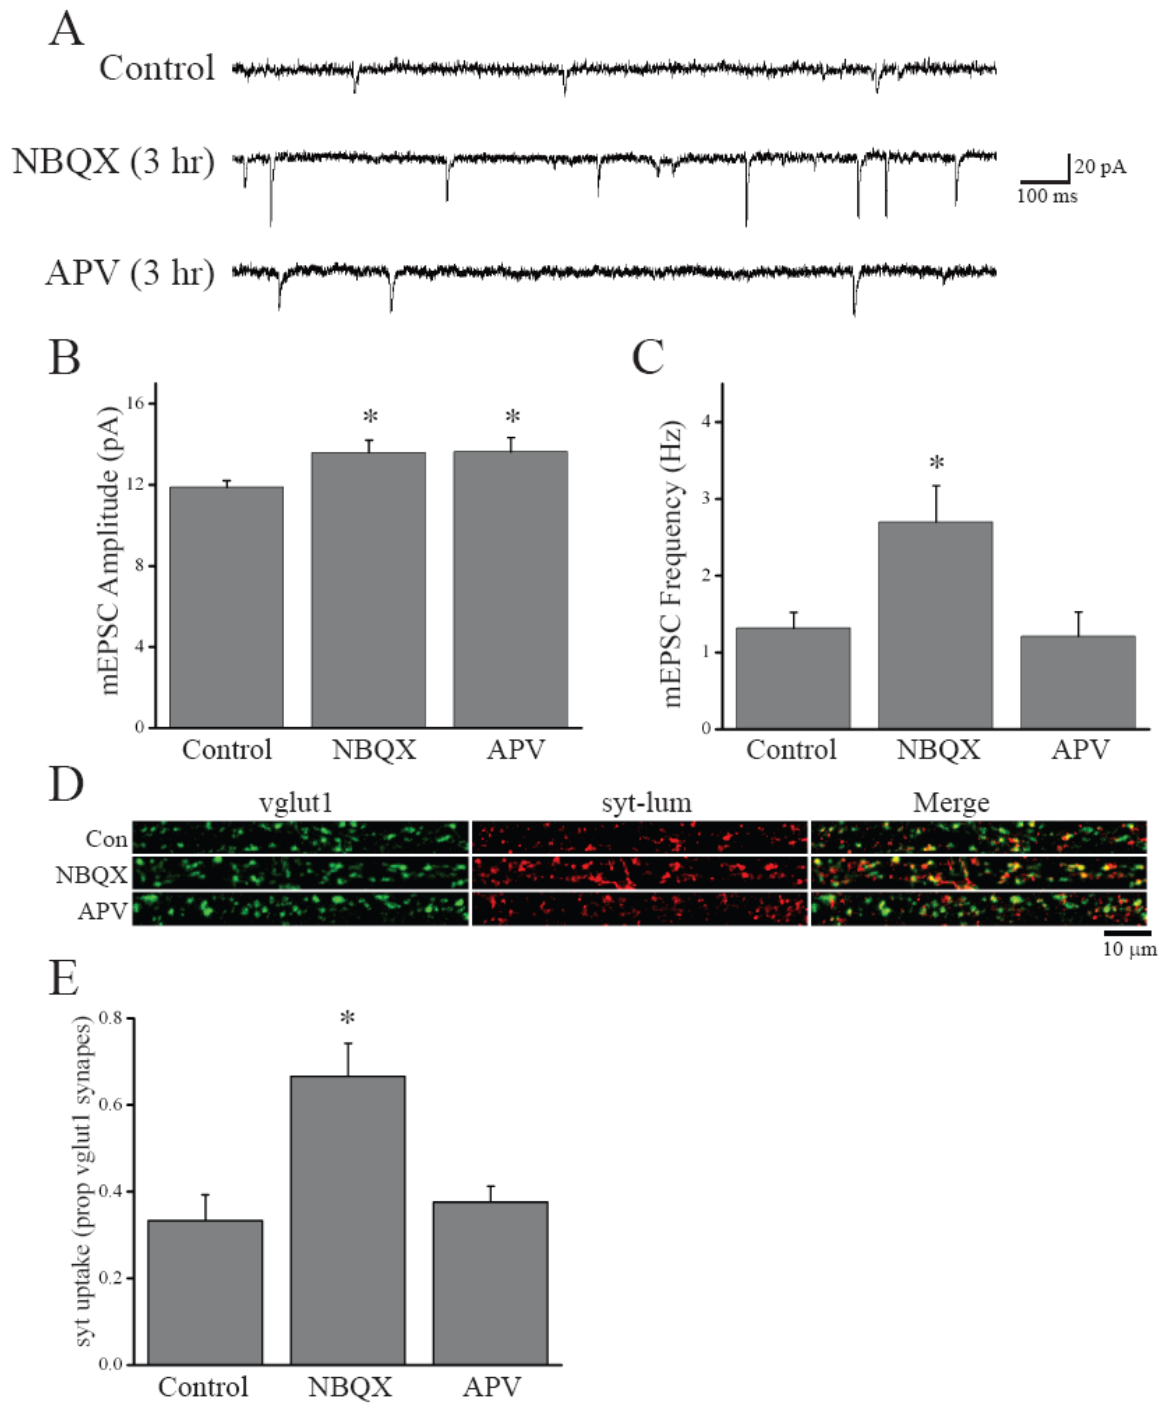 A
Control
NBQX (3 hr)
20 pA
100 ms
APV (3 hr)
B
mEPSC Amplitude (pA)
16
12
8
4
0
*
*
Control NBQX APV
C
mEPSC Frequency (Hz)
4
3
2
1
0
*
Control NBQX APV
D
vglut1 syt-lum Merge
Con
NBQX
APV
10 μm
E
syt uptake (prop vglut1 synapes)
0.8
0.6
0.4
0.2
0.0
*
Control NBQX APV